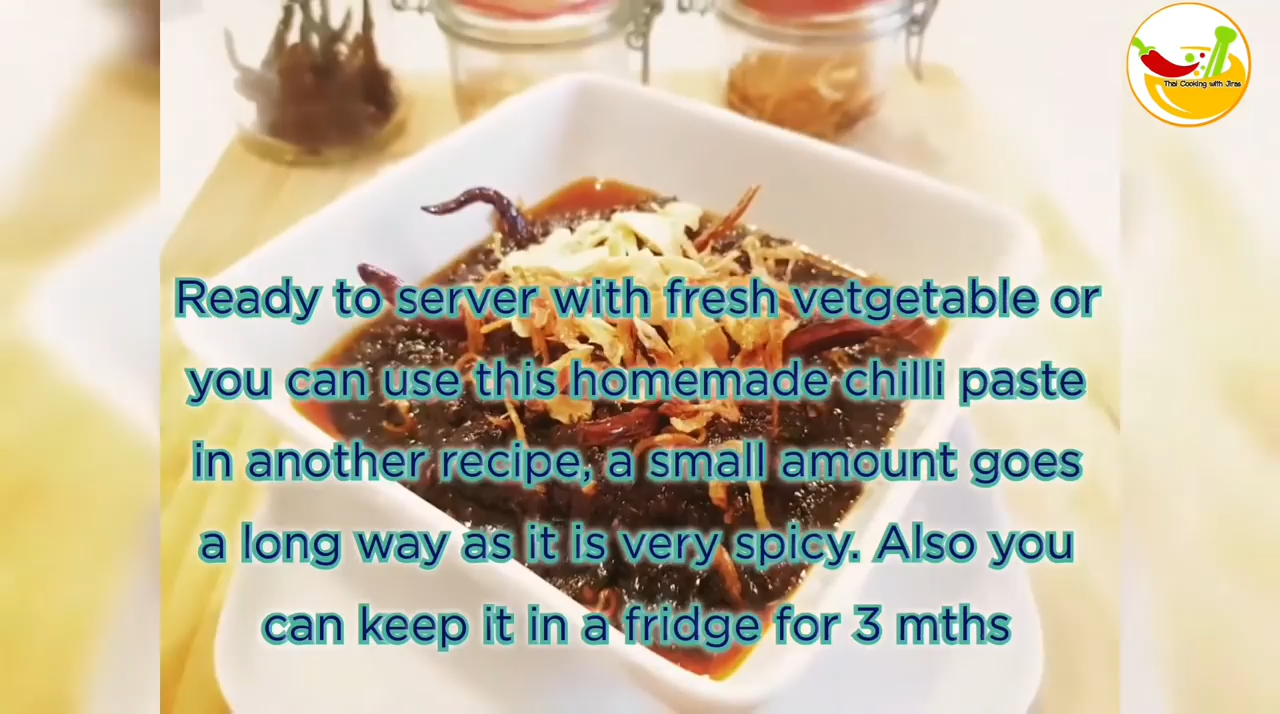 Thai Cooking with Jiras
Ready to server with fresh vetgetable or
you can use this homemade chilli paste
in another recipe, a small amount goes
a long way as it is very spicy. Also you
can keep it in a fridge for 3 mths